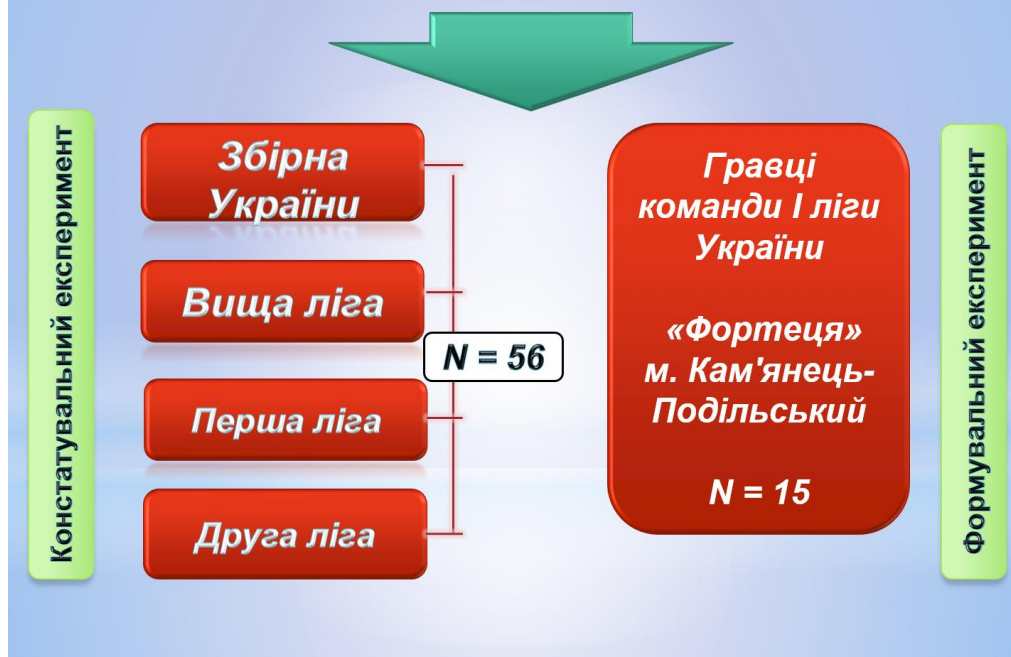 Констатувальний експеримент
Збірна
України
Вища ліга
N = 56
Перша ліга
Друга ліга
Гравці
команди І ліги
України
«Фортеця»
м. Кам'янець-
Подільський
N = 15
Формувальний експеримент